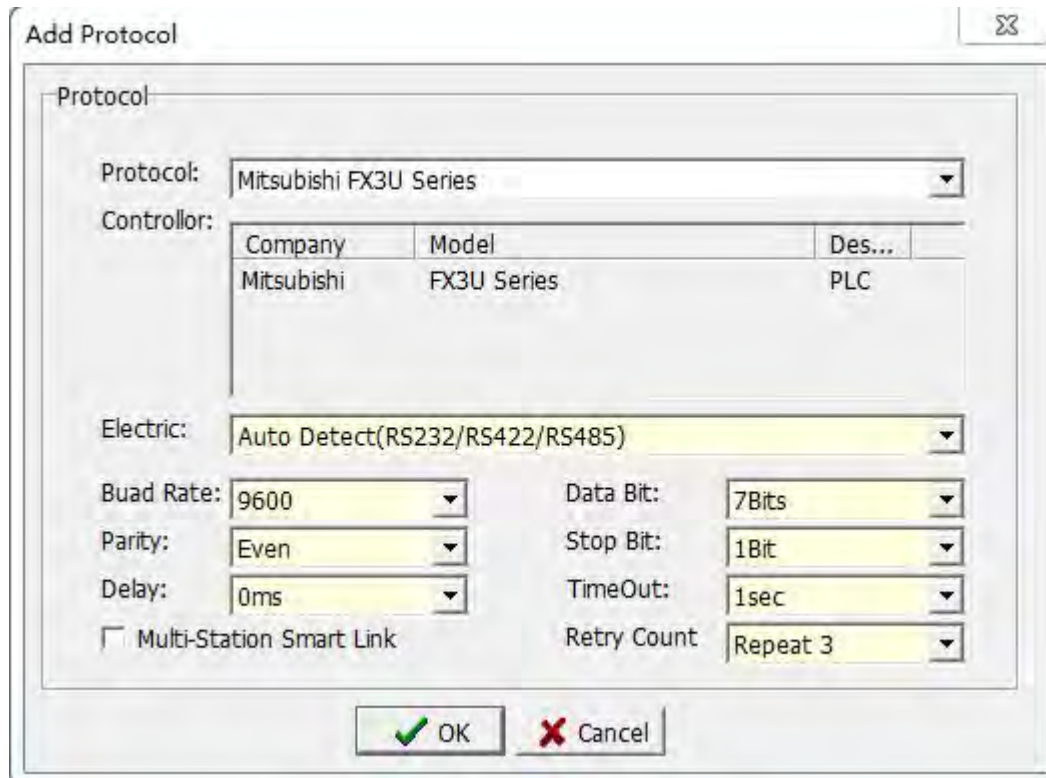 Add Protocol
Protocol
Protocol: Mitsubishi FX3U Series
Controllor:
Company Model Des...
Mitsubishi FX3U Series PLC
Electric: Auto Detect(RS232/RS422/RS485)
Buad Rate: 9600 Data Bit: 7Bits
Parity: Even Stop Bit: 1Bit
Delay: 0ms TimeOut: 1sec
Multi-Station Smart Link Retry Count Repeat 3
OK Cancel